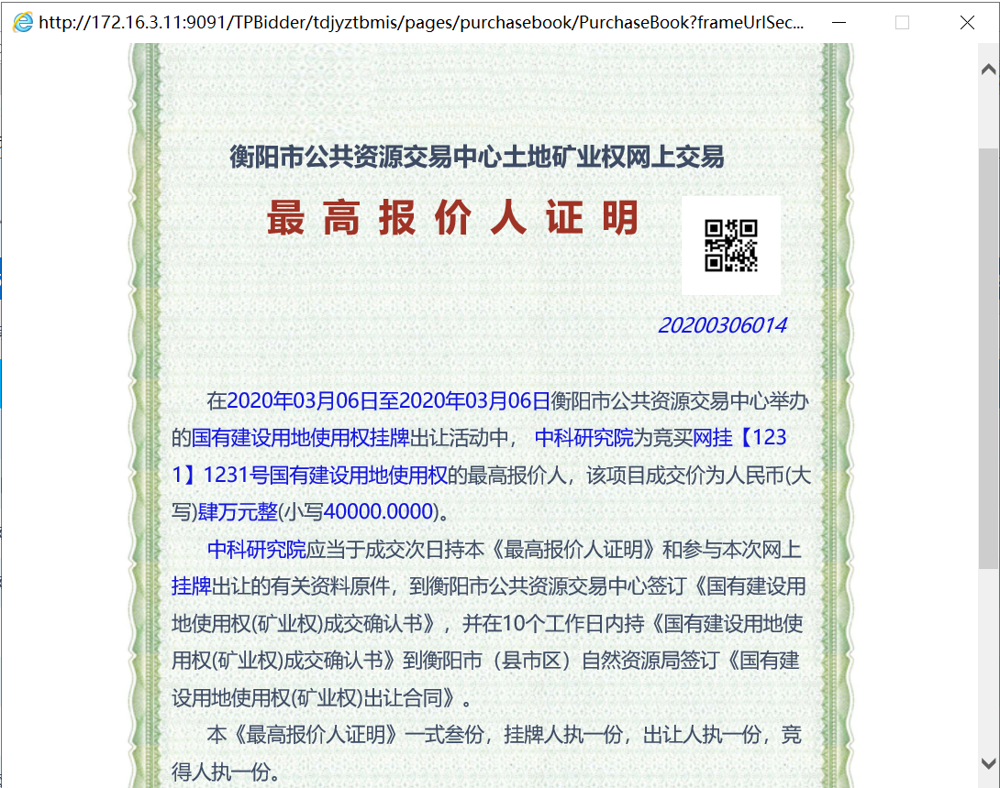 http://172.16.3.11:9091/TPBidder/tdjyztbmis/pages/purchasebook/PurchaseBook?frameUrlSec...
衡阳市公共资源交易中心土地矿业权网上交易
最高报价人证明
20200306014
在2020年03月06日至2020年03月06日衡阳市公共资源交易中心举办
的国有建设用地使用权挂牌出让活动中， 中科研究院为竞买网挂【123
1】1231号国有建设用地使用权的最高报价人，该项目成交价为人民币(大
写)肆万元整(小写40000.0000)。
中科研究院应当于成交次日持本《最高报价人证明》和参与本次网上
挂牌出让的有关资料原件，到衡阳市公共资源交易中心签订《国有建设用
地使用权(矿业权)成交确认书》，并在10个工作日内持《国有建设用地使
用权(矿业权)成交确认书》到衡阳市（县市区）自然资源局签订《国有建
设用地使用权(矿业权)出让合同》。
本《最高报价人证明》一式叁份，挂牌人执一份，出让人执一份，竞
得人执一份。